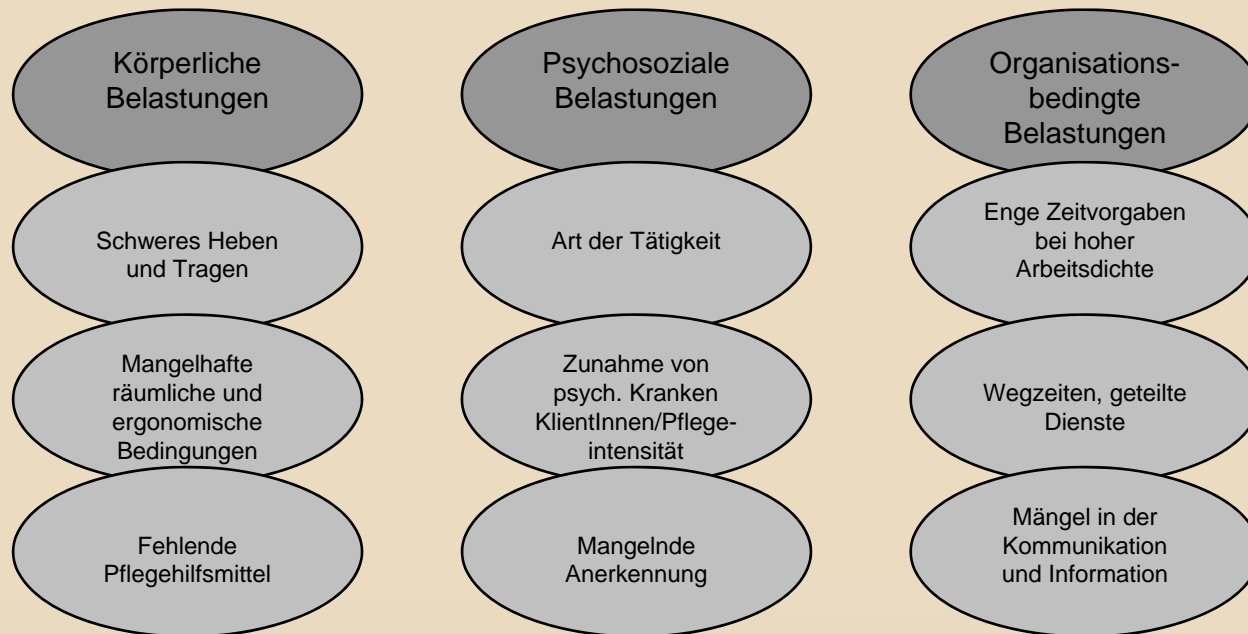 Körperliche
Belastungen
Schweres Heben
und Tragen
Mangelhafte
räumliche und
ergonomische
Bedingungen
Fehlende
Pflegehilfsmittel
Psychosoziale
Belastungen
Art der Tätigkeit
Zunahme von
psych. Kranken
KlientInnen/Pflege-
intensität
Mangelnde
Anerkennung
Organisations-
bedingte
Belastungen
Enge Zeitvorgaben
bei hoher
Arbeitsdichte
Wegzeiten, geteilte
Dienste
Mängel in der
Kommunikation
und Information